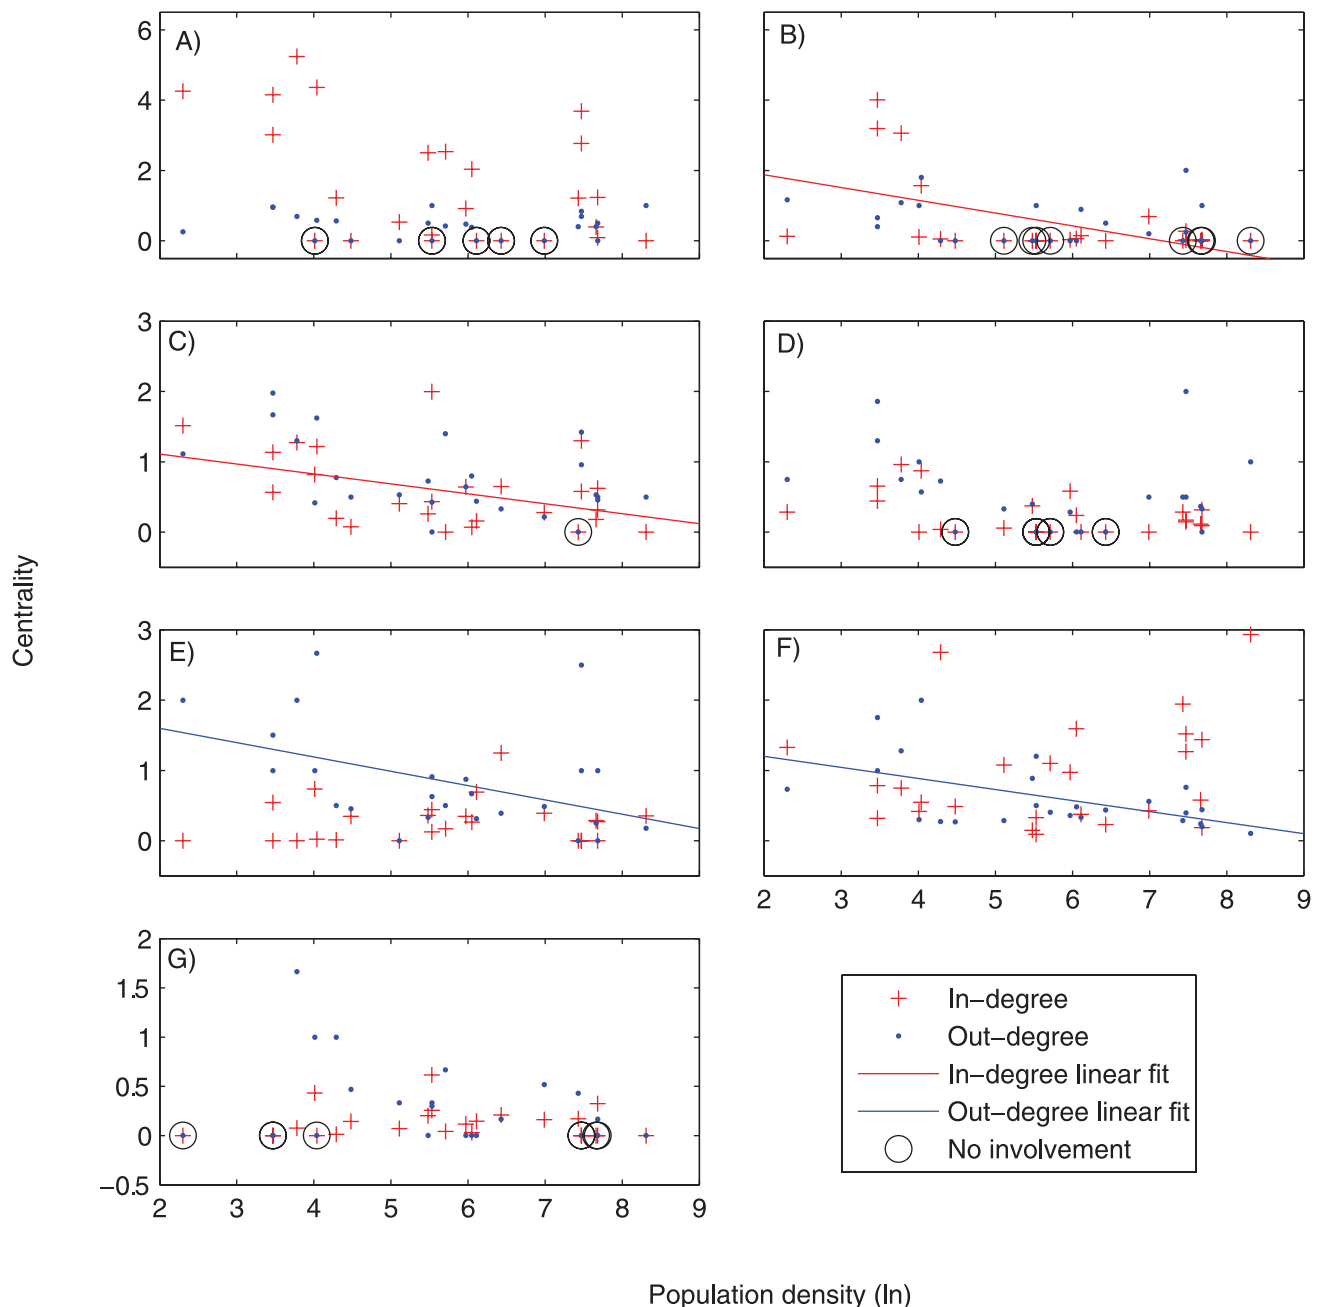 A)
6
4
2
0
B)
C)
3
2
1
0
D)
Centrality
E)
3
2
1
0
F)
2 3 4 5 6 7 8 9
G)
2
1.5
1
0.5
0
−0.5
2 3 4 5 6 7 8 9
In−degree
Out−degree
In−degree linear fit
Out−degree linear fit
No involvement
Population density (ln)